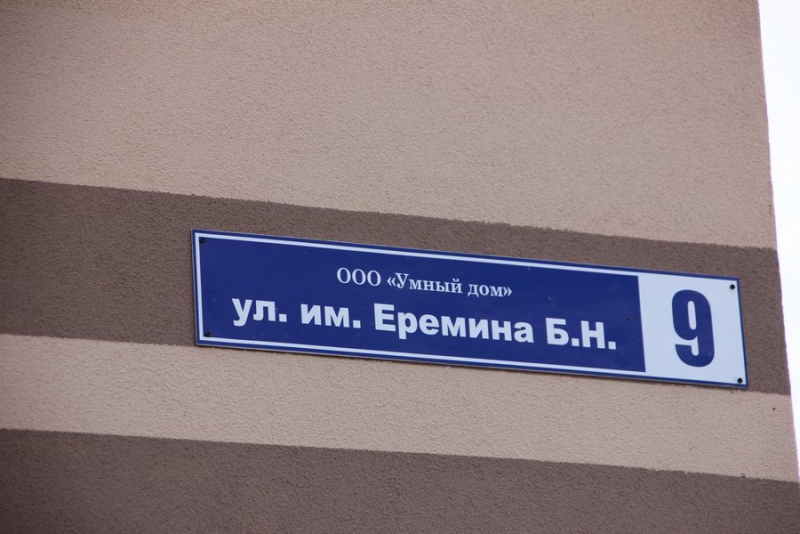 ООО «Умный дом»
ул. им. Еремина Б.Н.
9